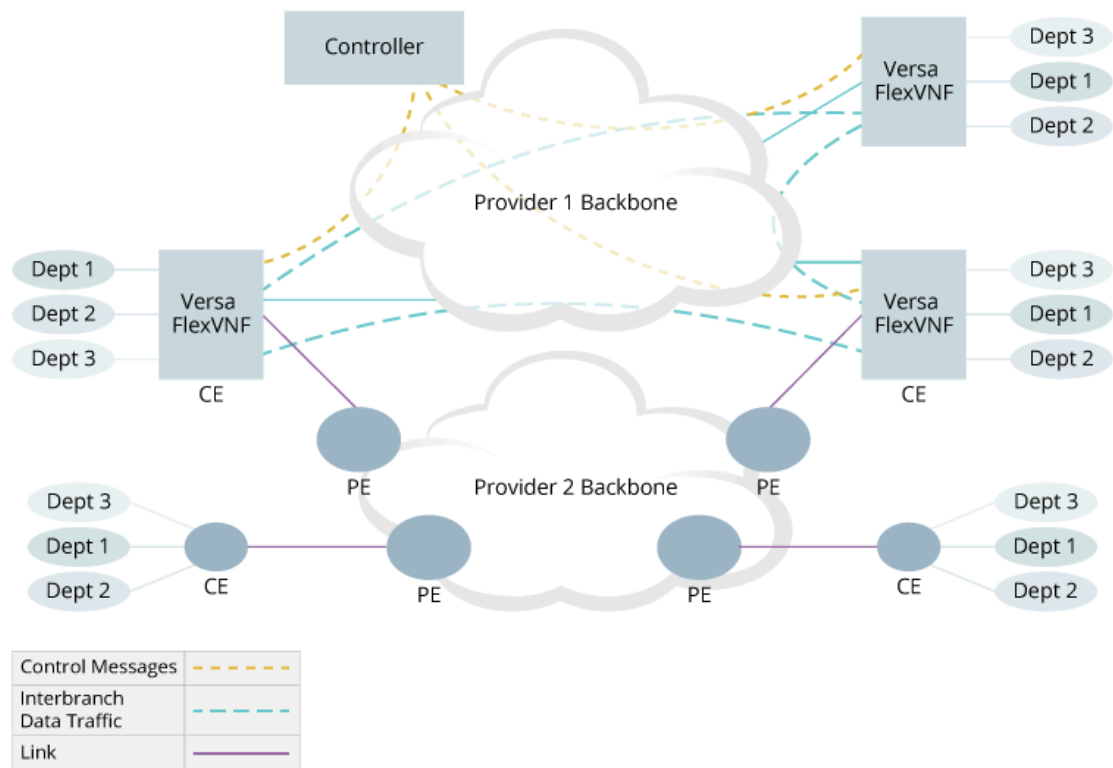 Controller
Versa
FlexVNF
Dept 3
Dept 1
Dept 2
Provider 1 Backbone
Dept 1
Dept 2
Dept 3
Versa
FlexVNF
CE
Versa
FlexVNF
CE
Dept 3
Dept 1
Dept 2
PE
Provider 2 Backbone
PE
Dept 3
Dept 1
Dept 2
CE
PE
PE
CE
Dept 3
Dept 1
Dept 2
Control Messages
Interbranch
Data Traffic
Link